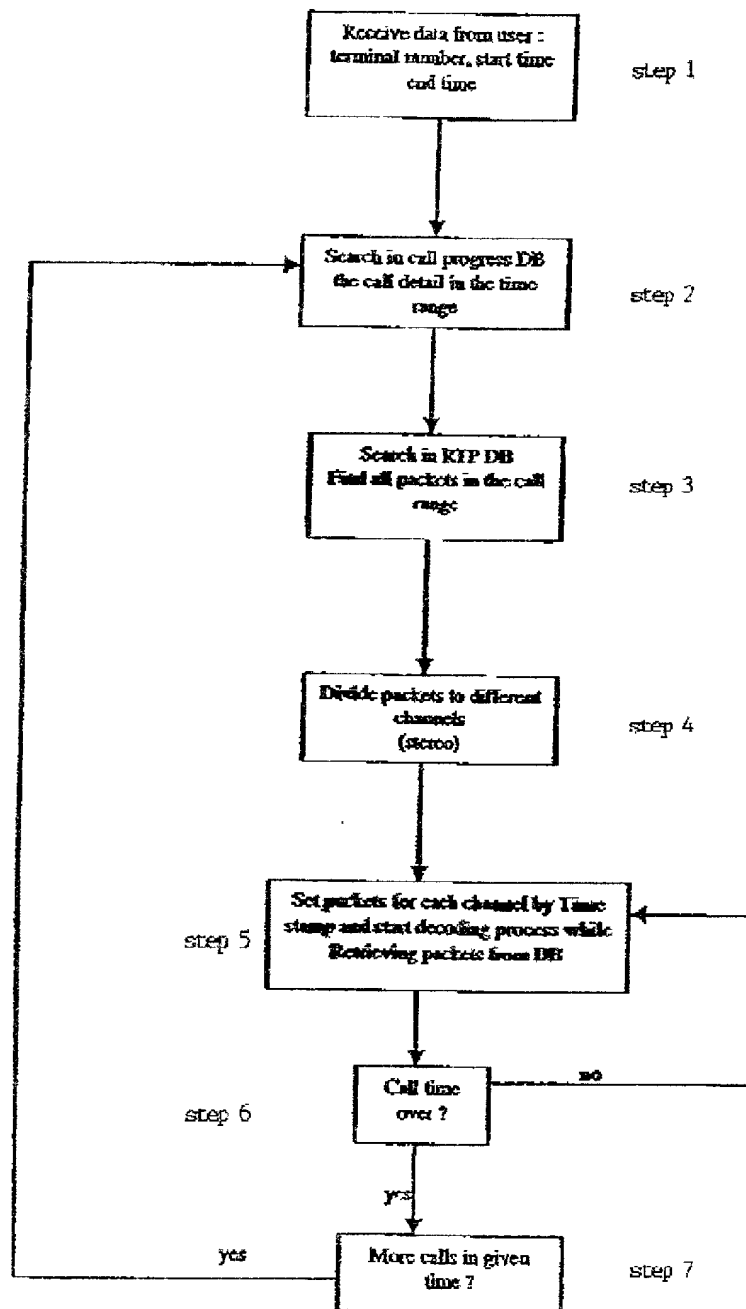 Receive data from user :
terminal number, start time
end time
step 1
Search in call progress DB
the call detail in the time
range
step 2
Search in RTP DB
Find all packets in the call
range
step 3
Divide packets to different
channels
(stereo)
step 4
Set packets for each channel by Time
stamp and start decoding process while
Retrieving packets from DB
step 5
Call time
over ?
no
step 6
yes
yes
More calls in given
time ?
step 7